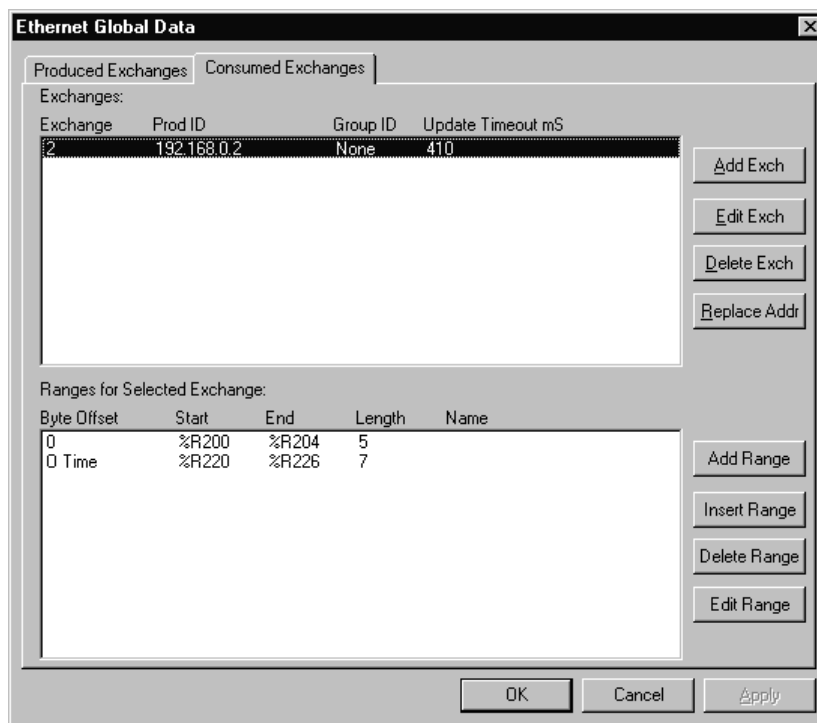 Ethernet Global Data
Produced Exchanges Consumed Exchanges
Exchanges:
Exchange Prod ID Group ID Update Timeout mS
2 192.168.0.2 None 410
Add Exch
Edit Exch
Delete Exch
Replace Addr
Ranges for Selected Exchange:
Byte Offset Start End Length Name
0 %R200 %R204 5
O Time %R220 %R226 7
Add Range
Insert Range
Delete Range
Edit Range
OK Cancel Apply